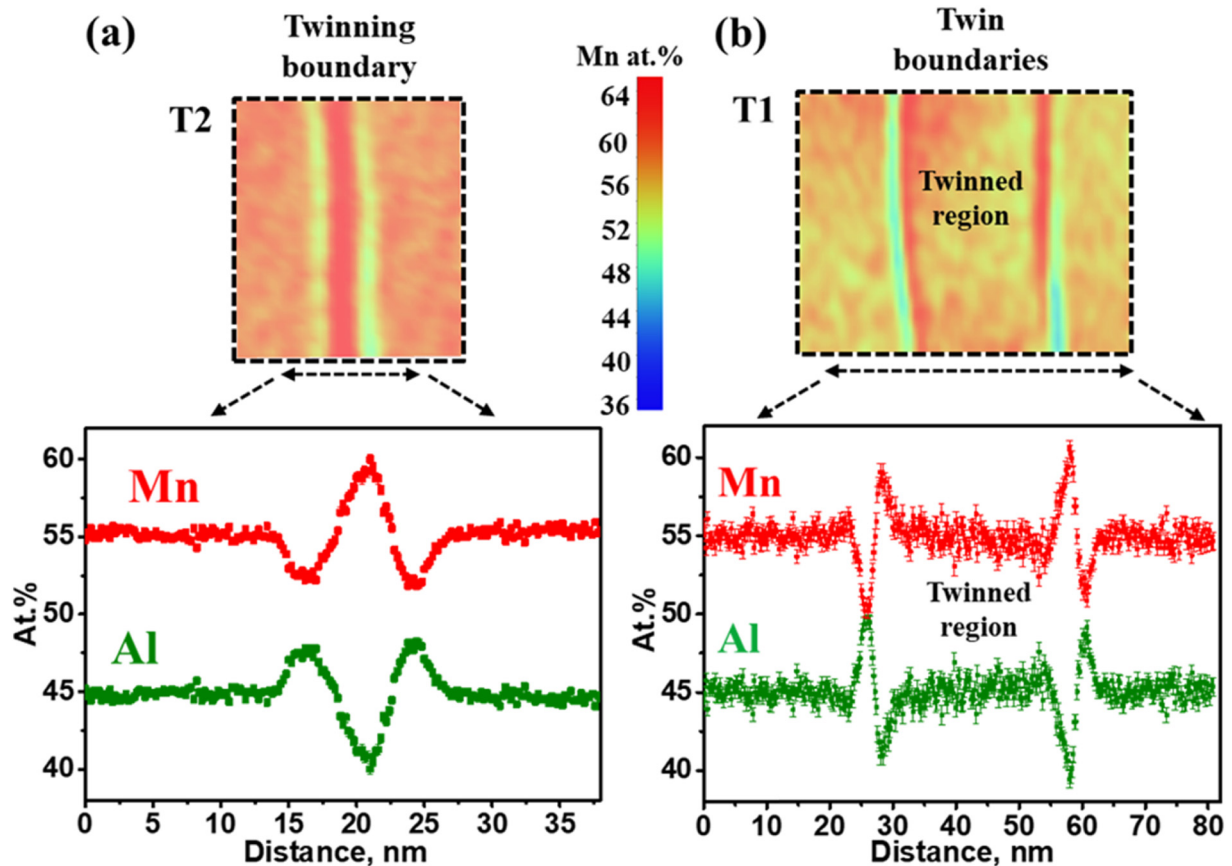 (a)
Twinning
boundary
T2
Mn at.%
64
60
56
52
48
44
40
36
(b)
Twin
boundaries
T1
Twinned
region
60
55
50
45
40
At.%
Mn
Al
0 5 10 15 20 25 30 35
Distance, nm
60
55
50
45
40
Mn
Twinned
region
Al
0 10 20 30 40 50 60 70 80
Distance, nm